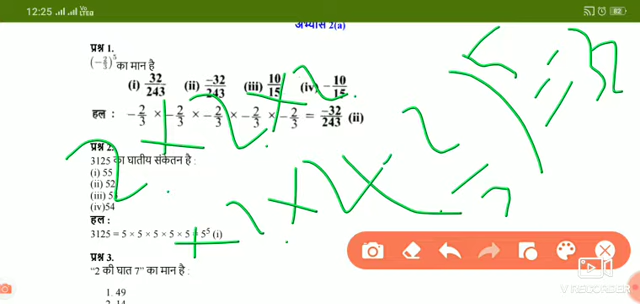 12:25
82
अभ्यास 2(a)
प्रश्न 1.
(-2/3)^5 का मान है
(i) 32/243 (ii) -32/243 (iii) 10/15 (iv) -10/15
हल : -2/3 × -2/3 × -2/3 × -2/3 × -2/3 = -32/243 (ii)
प्रश्न 2.
3125 का घातीय संकेतन है :
(i) 55
(ii) 52
(iii) 5
(iv)54
हल :
3125 = 5 × 5 × 5 × 5 × 5 = 5^5 (i)
प्रश्न 3.
"2 की घात 7" का मान है :
1. 49
2. 14
V RECORDER